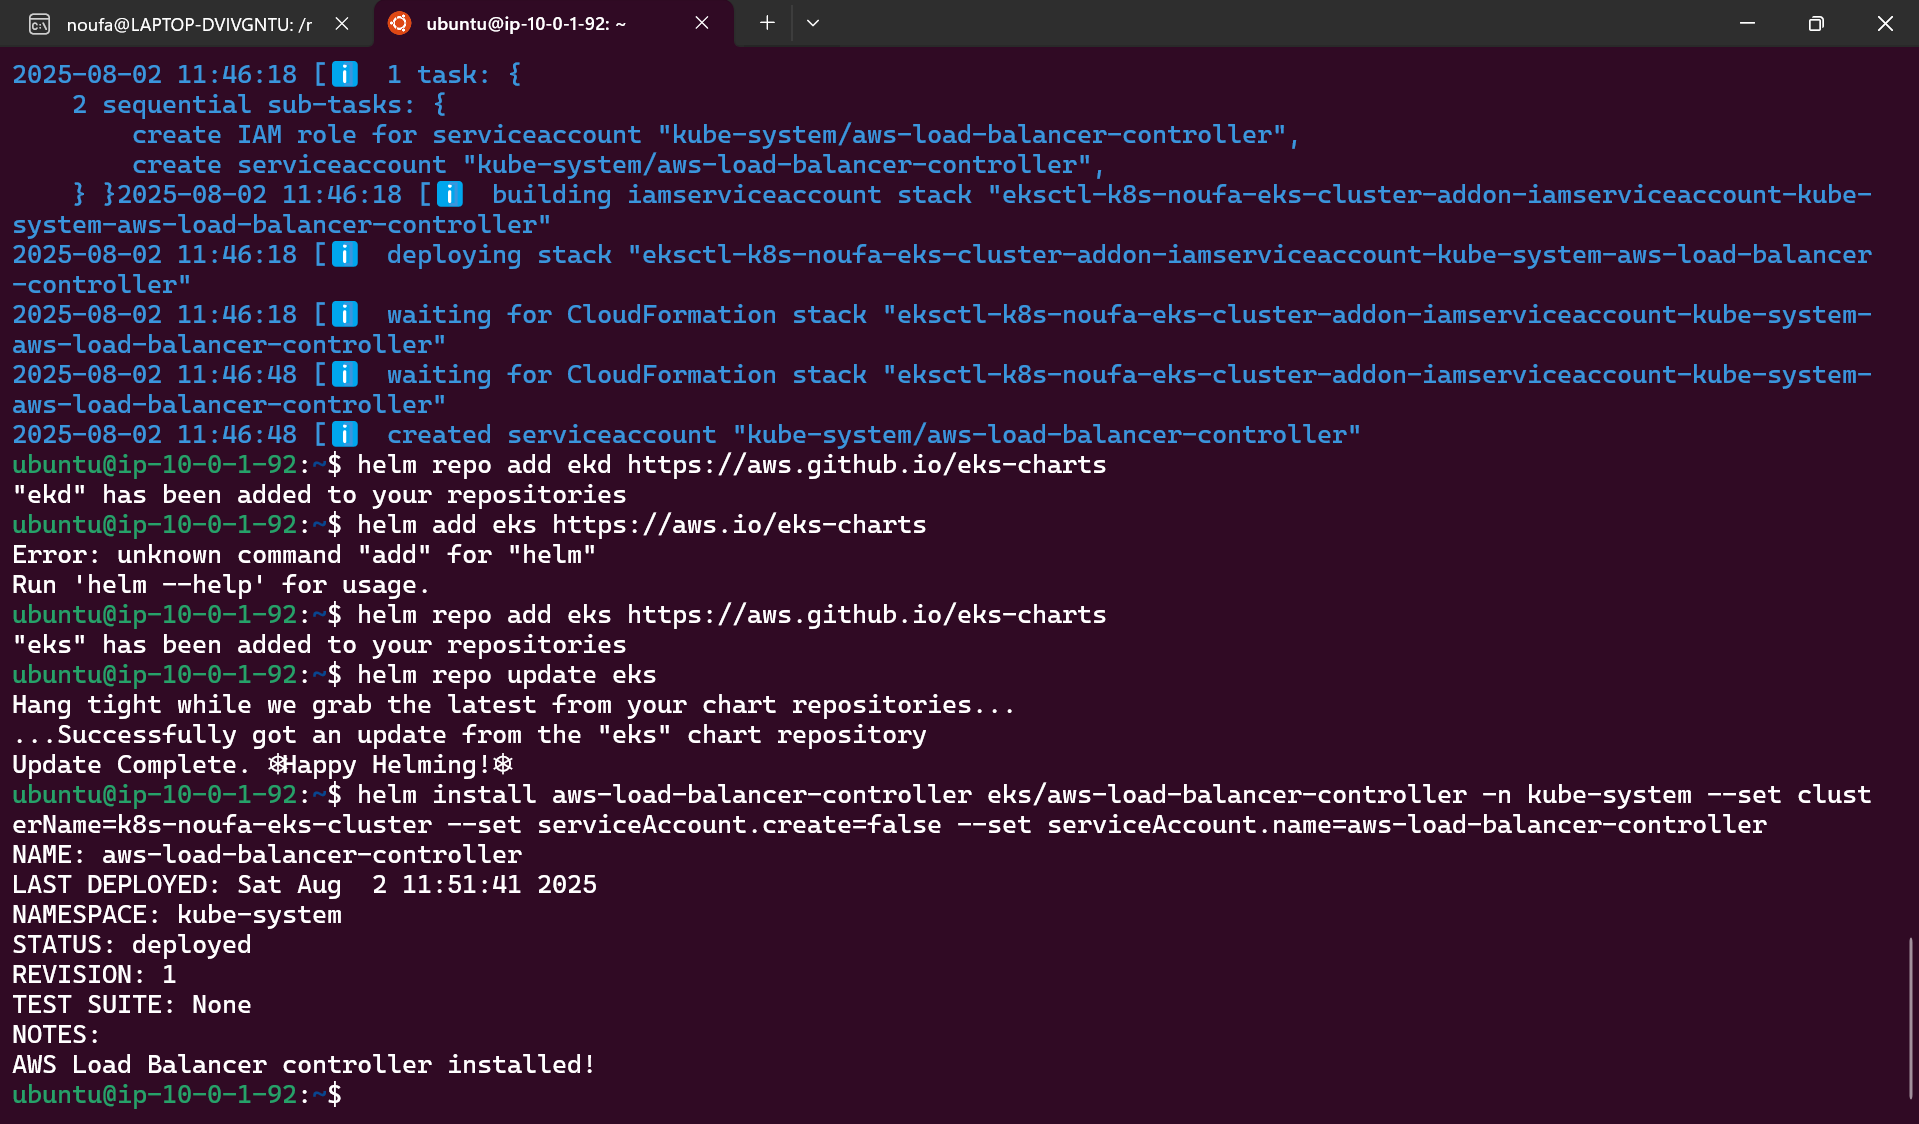 noufa@LAPTOP-DVIVGNTU: /r
ubuntu@ip-10-0-1-92: ~
2025-08-02 11:46:18 [ℹ]  1 task: {
    2 sequential sub-tasks: {
        create IAM role for serviceaccount "kube-system/aws-load-balancer-controller",
        create serviceaccount "kube-system/aws-load-balancer-controller",
    } }2025-08-02 11:46:18 [ℹ  building iamserviceaccount stack "eksctl-k8s-noufa-eks-cluster-addon-iamserviceaccount-kube-
system-aws-load-balancer-controller"
2025-08-02 11:46:18 [ℹ  deploying stack "eksctl-k8s-noufa-eks-cluster-addon-iamserviceaccount-kube-system-aws-load-balancer
-controller"
2025-08-02 11:46:18 [ℹ  waiting for CloudFormation stack "eksctl-k8s-noufa-eks-cluster-addon-iamserviceaccount-kube-system-
aws-load-balancer-controller"
2025-08-02 11:46:48 [ℹ  waiting for CloudFormation stack "eksctl-k8s-noufa-eks-cluster-addon-iamserviceaccount-kube-system-
aws-load-balancer-controller"
2025-08-02 11:46:48 [ℹ  created serviceaccount "kube-system/aws-load-balancer-controller"
ubuntu@ip-10-0-1-92:~$ helm repo add ekd https://aws.github.io/eks-charts
"ekd" has been added to your repositories
ubuntu@ip-10-0-1-92:~$ helm add eks https://aws.io/eks-charts
Error: unknown command "add" for "helm"
Run 'helm --help' for usage.
ubuntu@ip-10-0-1-92:~$ helm repo add eks https://aws.github.io/eks-charts
"eks" has been added to your repositories
ubuntu@ip-10-0-1-92:~$ helm repo update eks
Hang tight while we grab the latest from your chart repositories...
...Successfully got an update from the "eks" chart repository
Update Complete. ⎈Happy Helming!⎈
ubuntu@ip-10-0-1-92:~$ helm install aws-load-balancer-controller eks/aws-load-balancer-controller -n kube-system --set clust
erName=k8s-noufa-eks-cluster --set serviceAccount.create=false --set serviceAccount.name=aws-load-balancer-controller
NAME: aws-load-balancer-controller
LAST DEPLOYED: Sat Aug  2 11:51:41 2025
NAMESPACE: kube-system
STATUS: deployed
REVISION: 1
TEST SUITE: None
NOTES:
AWS Load Balancer controller installed!
ubuntu@ip-10-0-1-92:~$